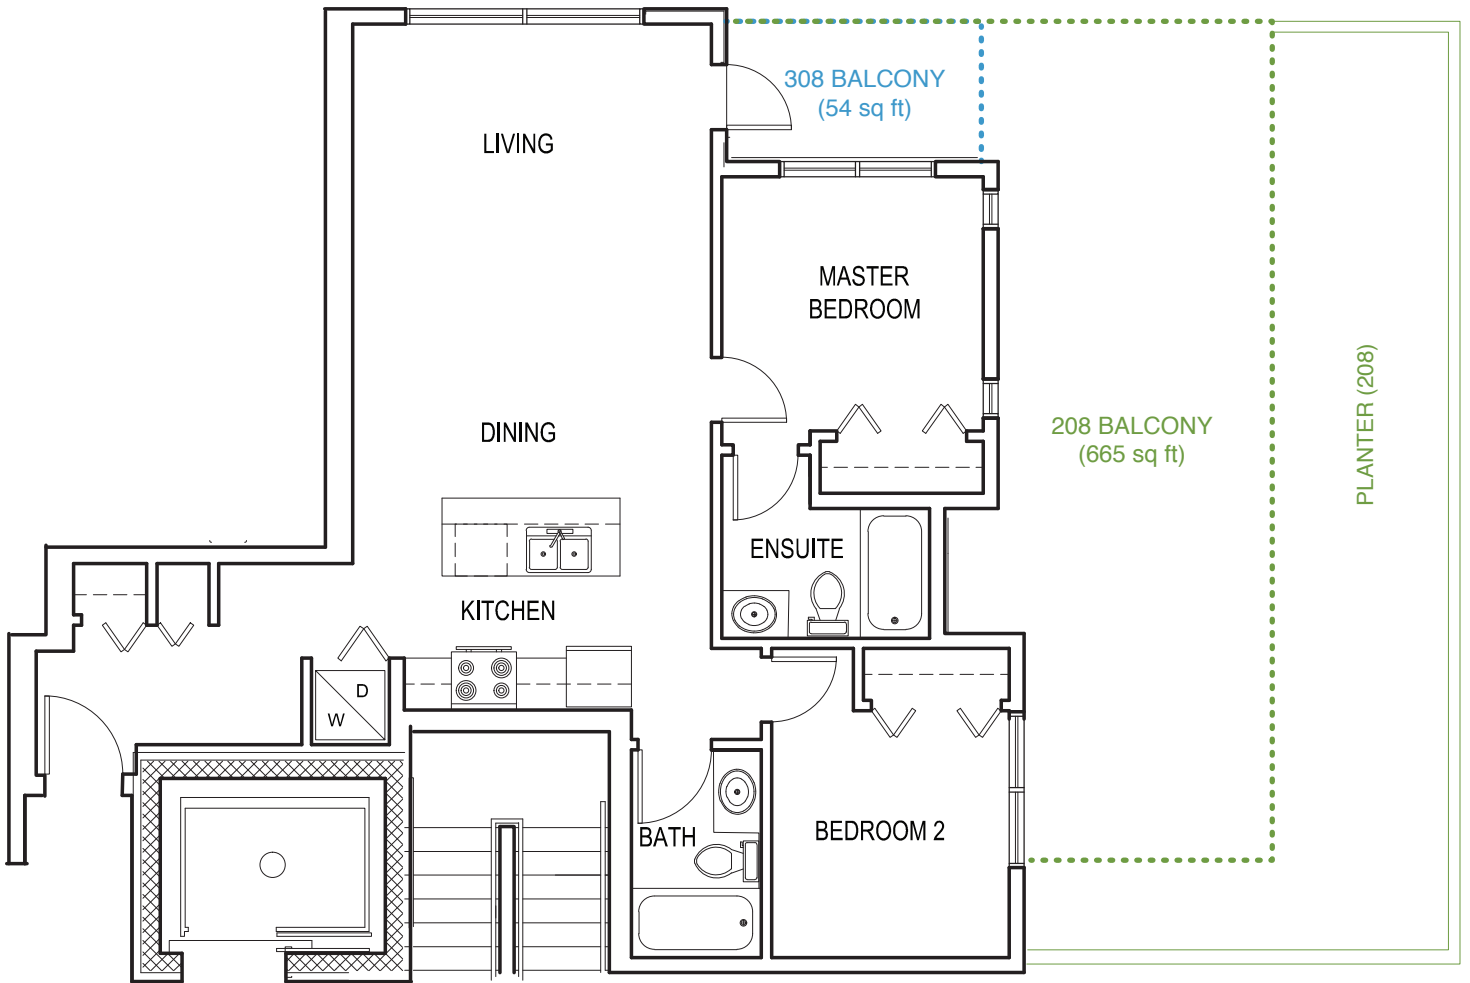 308 BALCONY
(54 sq ft)
LIVING
MASTER
BEDROOM
208 BALCONY
(665 sq ft)
PLANTER (208)
DINING
ENSUITE
KITCHEN
D
W
BATH
BEDROOM 2